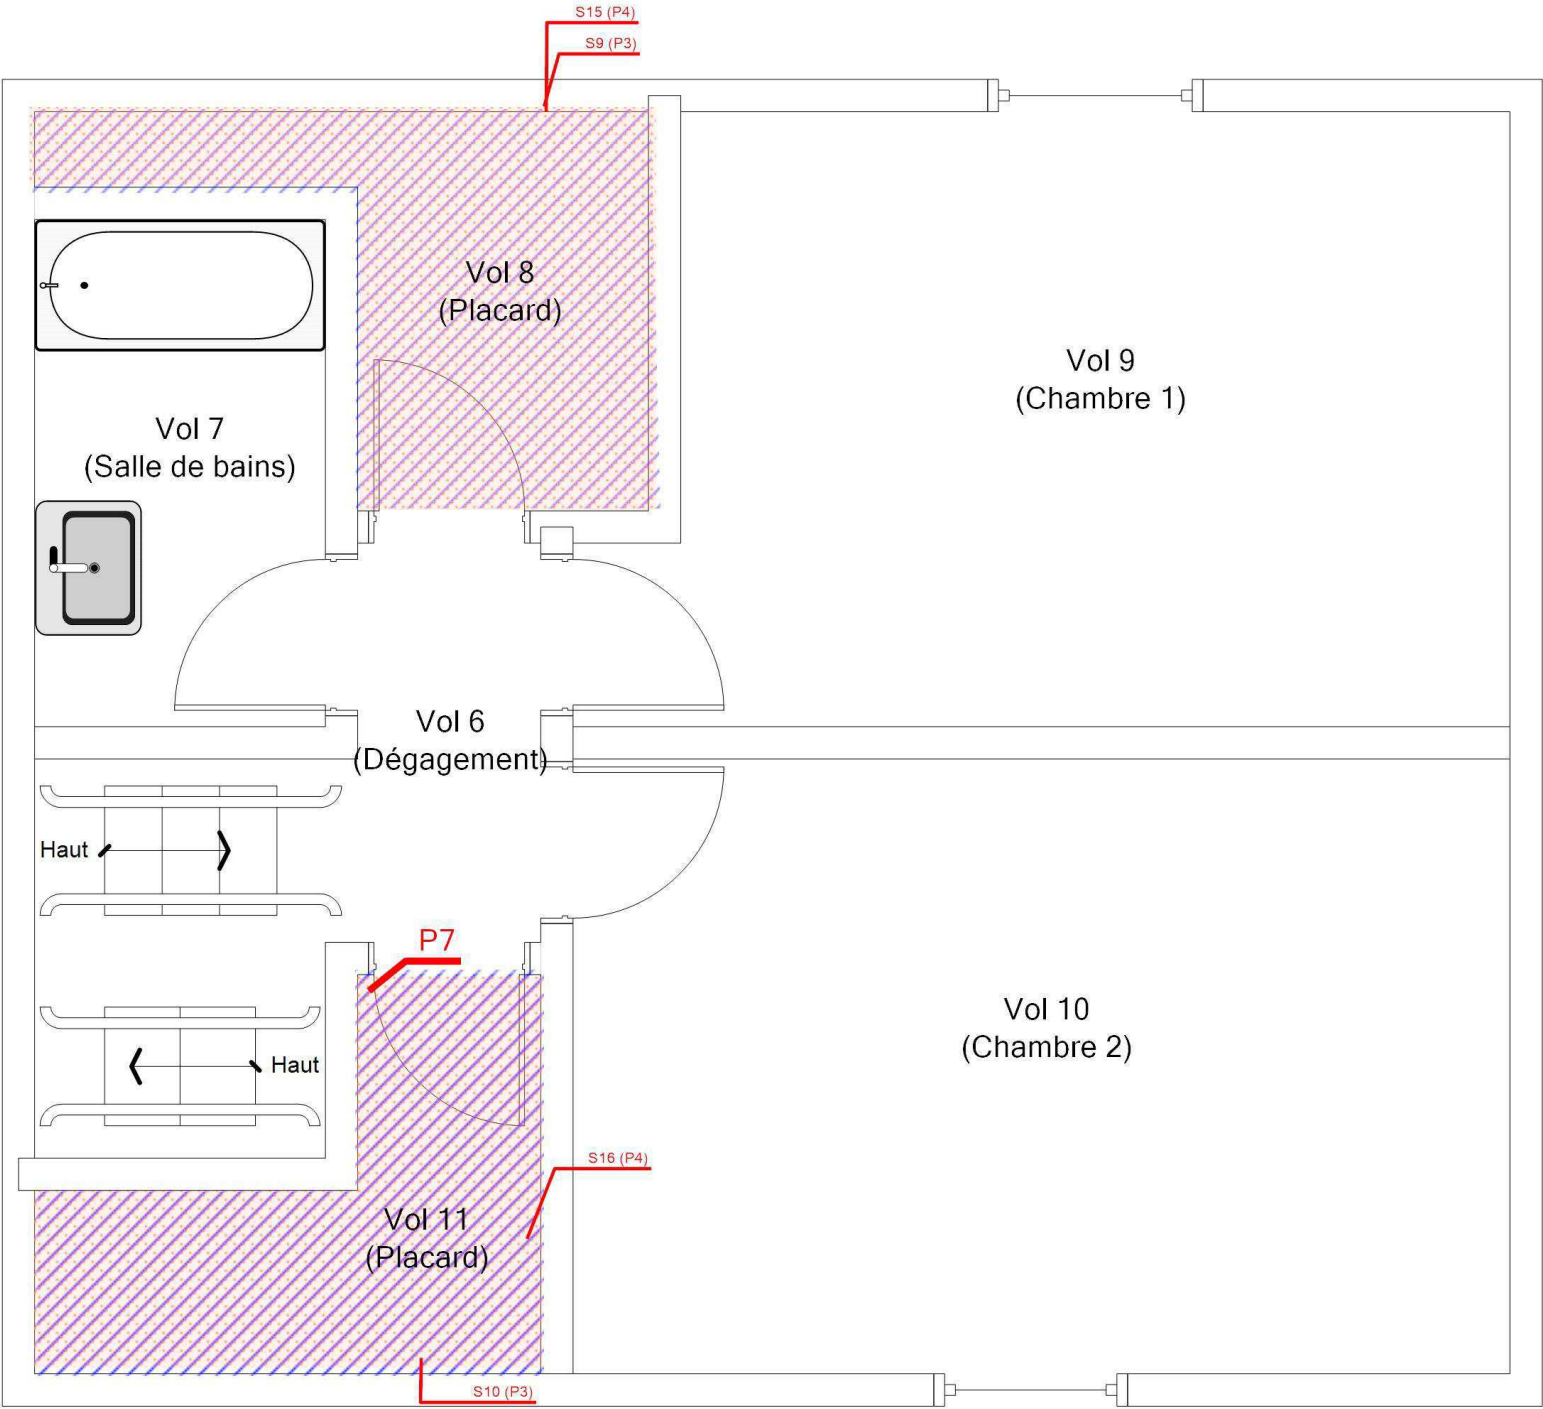 S15 (P4)
S9 (P3)
Vol 8
(Placard)
Vol 9
(Chambre 1)
Vol 7
(Salle de bains)
Vol 6
(Dégagement)
Haut
P7
Vol 10
(Chambre 2)
Haut
S16 (P4)
Vol 11
(Placard)
S10 (P3)